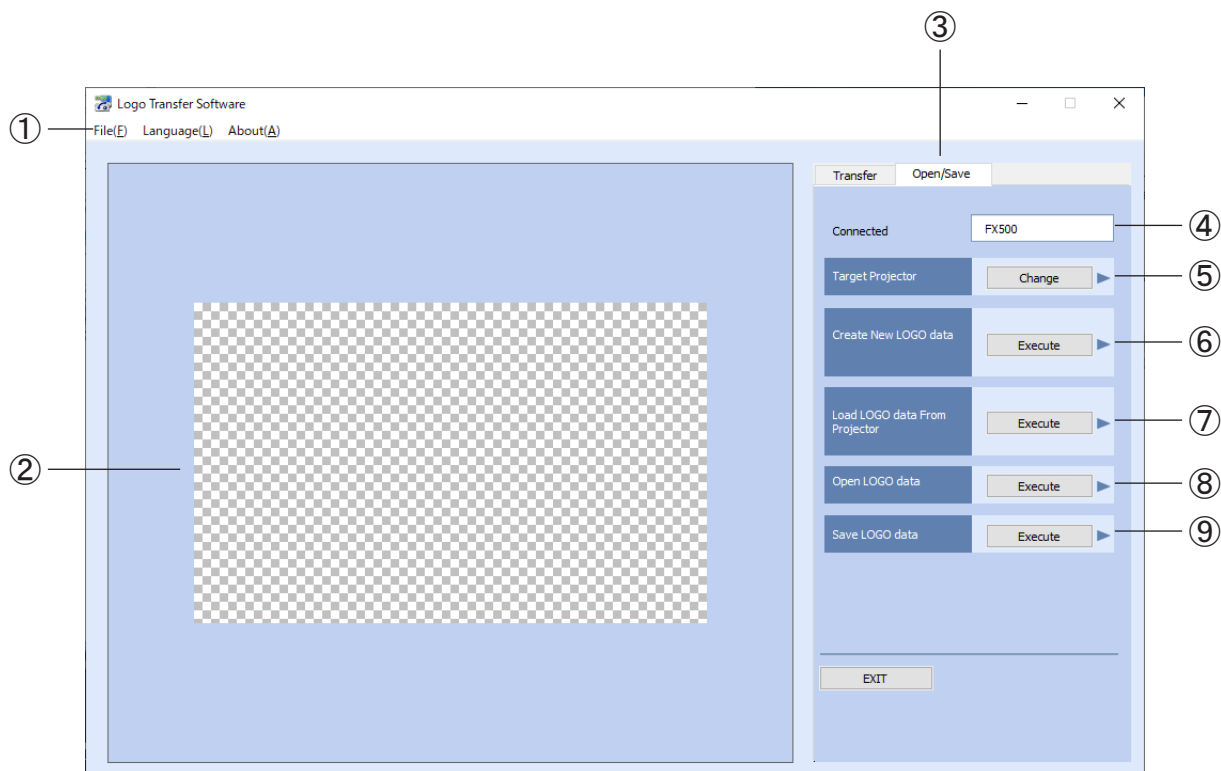 ③
Logo Transfer Software
①
File(F) Language(L) About(A)
Transfer Open/Save
Connected FX500 ④
Target Projector Change ⑤
Create New LOGO data Execute ⑥
Load LOGO data From
Projector Execute ⑦
②
Open LOGO data Execute ⑧
Save LOGO data Execute ⑨
EXIT